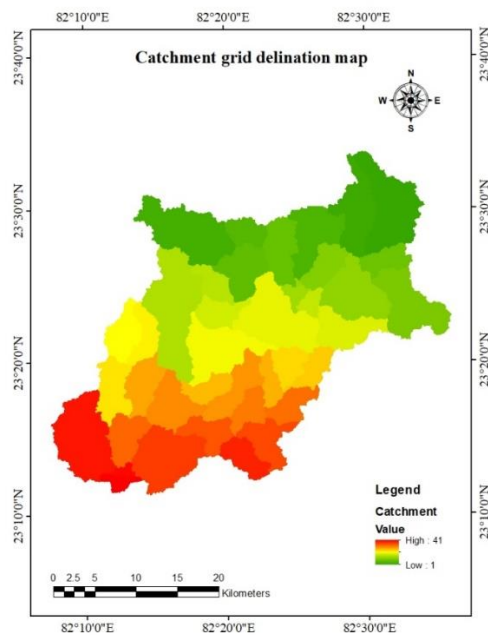 82°10'0"E 82°20'0"E 82°30'0"E
Catchment grid delination map
N
W E
S
23°40'0"N 23°40'0"N
23°30'0"N 23°30'0"N
23°20'0"N 23°20'0"N
23°10'0"N 23°10'0"N
Legend
Catchment
Value
High : 41
Low : 1
0 2.5 5 10 15 20
Kilometers
82°10'0"E 82°20'0"E 82°30'0"E